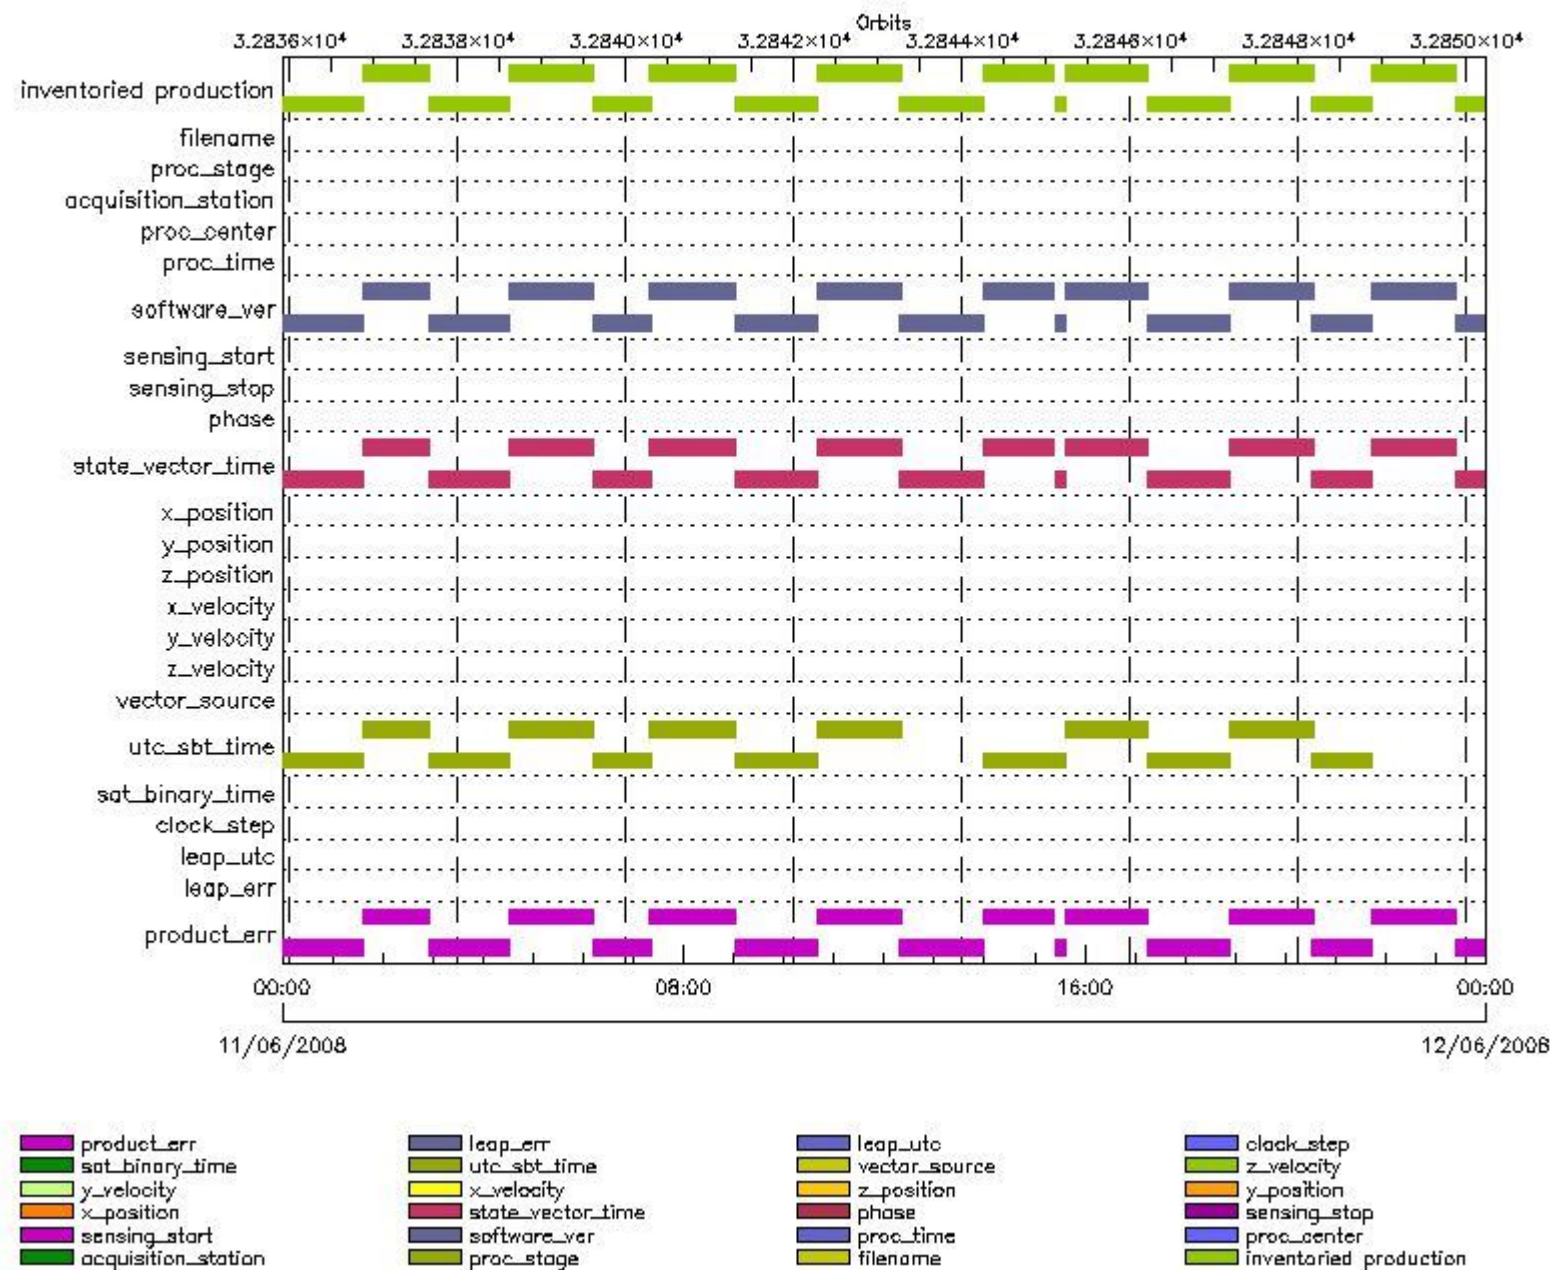 Orbits
3.2836×10⁴ 3.2838×10⁴ 3.2840×10⁴ 3.2842×10⁴ 3.2844×10⁴ 3.2846×10⁴ 3.2848×10⁴ 3.2850×10⁴
inventoried production
filename
proc_stage
acquisition_station
proc_center
proc_time
software_ver
sensing_start
sensing_stop
phase
state_vector_time
x_position
y_position
z_position
x_velocity
y_velocity
z_velocity
vector_source
utc_sbt_time
sat_binary_time
clock_step
leap_utc
leap_err
product_err
00:00 08:00 16:00 00:00
11/06/2008 12/06/2008
product_err leap_err leap_utc clock_step
sat_binary_time utc_sbt_time vector_source z_velocity
y_velocity x_velocity z_position y_position
x_position state_vector_time phase sensing_stop
sensing_start software_ver proc_time proc_center
acquisition_station proc_stage filename inventoried production